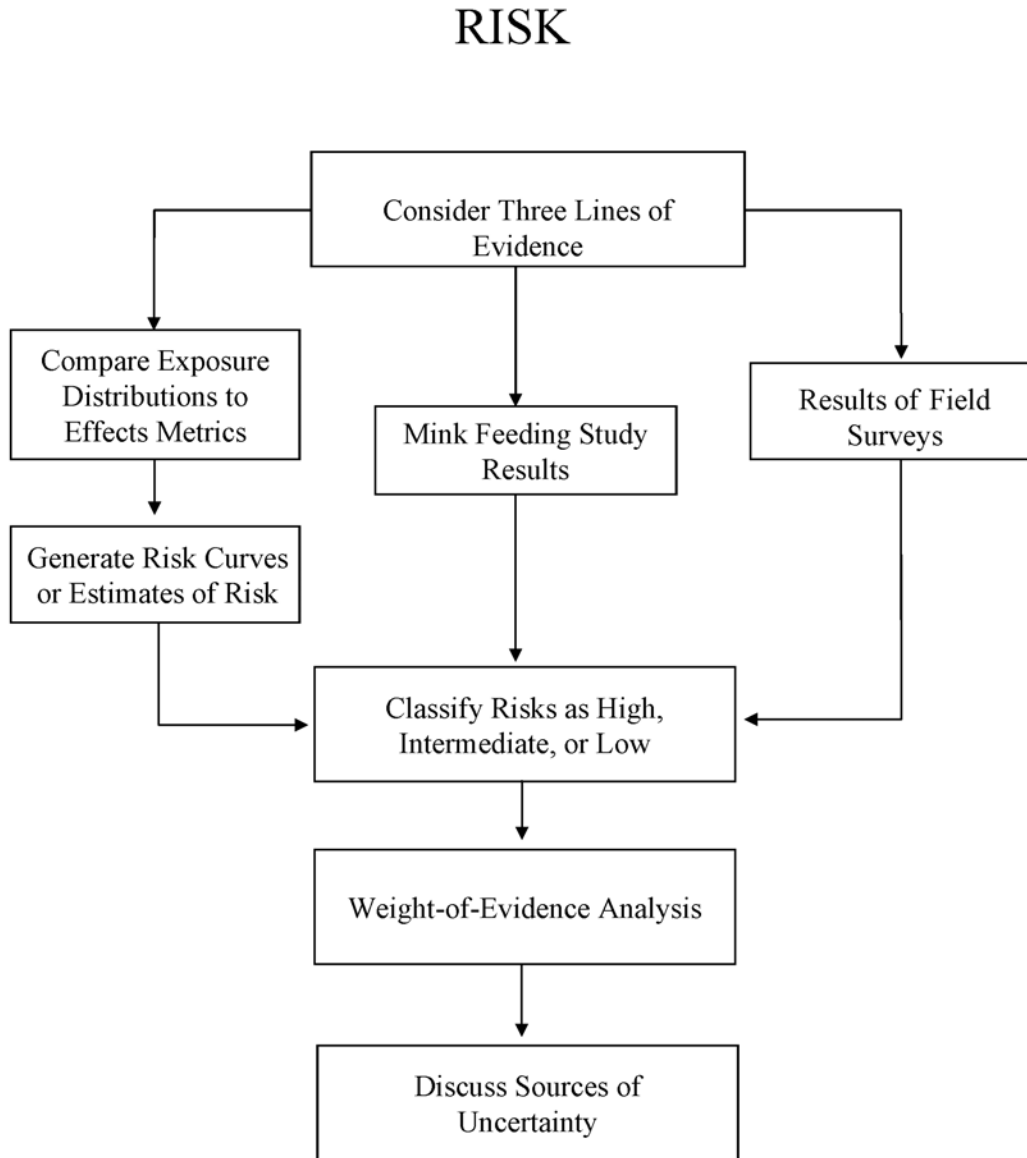 RISK
Consider Three Lines of
Evidence
Compare Exposure
Distributions to
Effects Metrics
Mink Feeding Study
Results
Results of Field
Surveys
Generate Risk Curves
or Estimates of Risk
Classify Risks as High,
Intermediate, or Low
Weight-of-Evidence Analysis
Discuss Sources of
Uncertainty